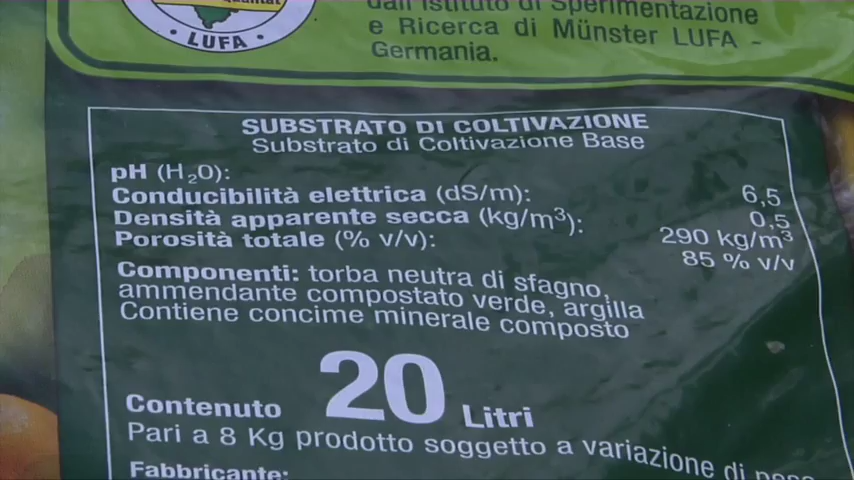 LUFA
dall'Istituto di Sperimentazione
e Ricerca di Münster LUFA -
Germania.
SUBSTRATO DI COLTIVAZIONE
Substrato di Coltivazione Base
pH (H₂O): 6,5
Conducibilità elettrica (dS/m): 0,5
Densità apparente secca (kg/m³): 290 kg/m³
Porosità totale (% v/v): 85 % v/v
Componenti: torba neutra di sfagno,
ammendante compostato verde, argilla
Contiene concime minerale composto
Contenuto 20 Litri
Pari a 8 Kg prodotto soggetto a variazione di peso
Fabbricante: